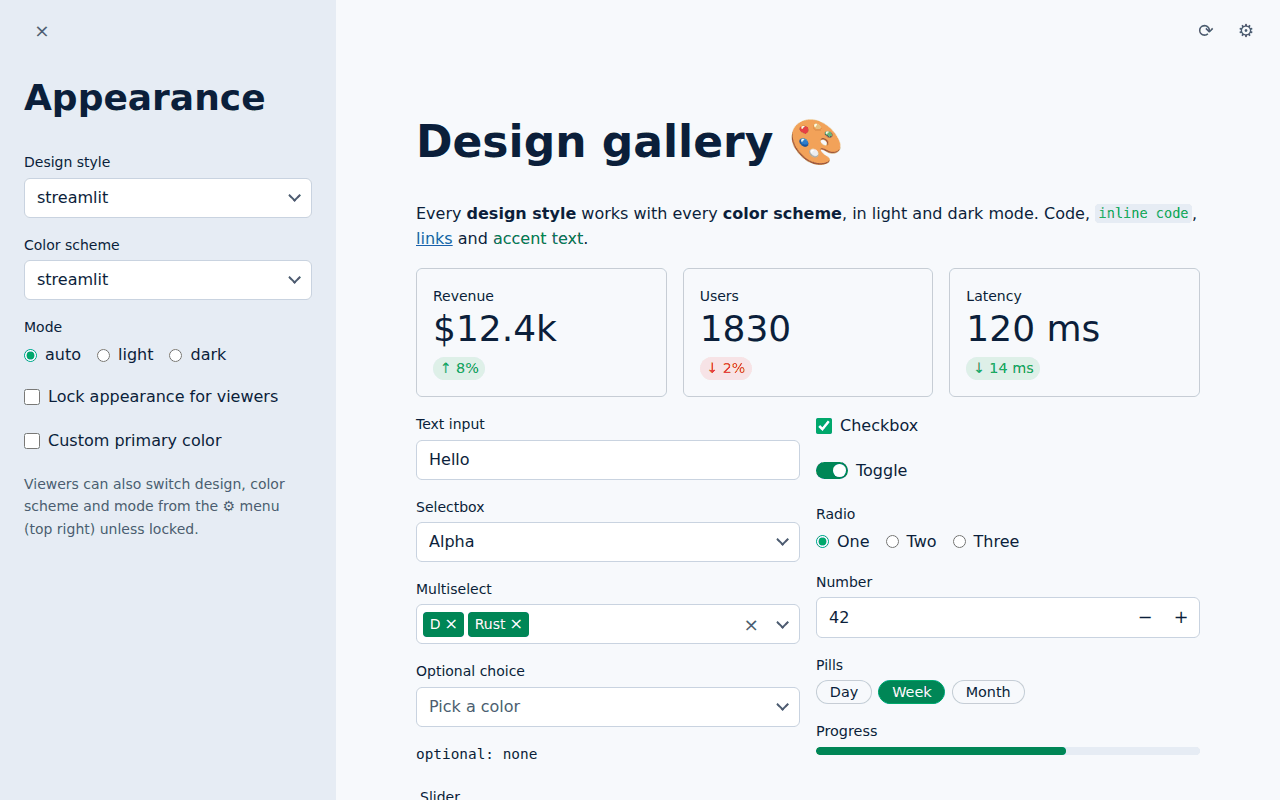 Appearance
Design style
streamlit
Color scheme
streamlit
Mode
auto light dark
Lock appearance for viewers
Custom primary color
Viewers can also switch design, color
scheme and mode from the ⚙ menu
(top right) unless locked.
Design gallery 🎨
Every design style works with every color scheme, in light and dark mode. Code, inline code,
links and accent text.
Revenue
$12.4k
↑ 8%
Users
1830
↓ 2%
Latency
120 ms
↓ 14 ms
Text input
Hello
Selectbox
Alpha
Multiselect
D × Rust ×
Optional choice
Pick a color
optional: none
Slider
Checkbox
Toggle
Radio
One Two Three
Number
42 − +
Pills
Day Week Month
Progress